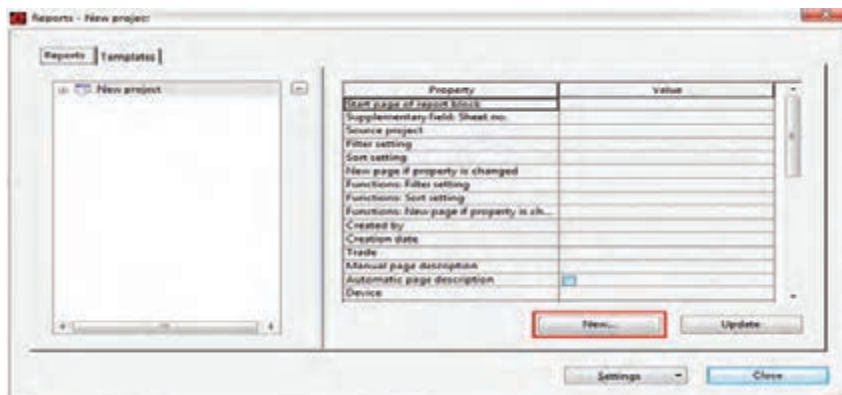 Reports - New project
Reports Templates
New project
Property Value
Start page of report block
Supplementary field: Sheet no.
Source project
Filter setting
Sort setting
New page if property is changed
Functions: Filter setting
Functions: Sort setting
Functions: New page if property is ch...
Created by
Creation date
Trade
Manual page description
Automatic page description
Device
New... Update
Settings Close